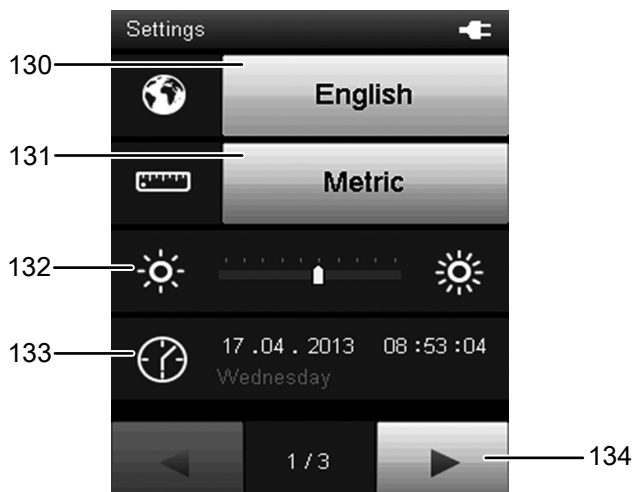 Settings
130
English
131
Metric
132
133
17 .04 . 2013 08 :53 :04
Wednesday
1 / 3
134